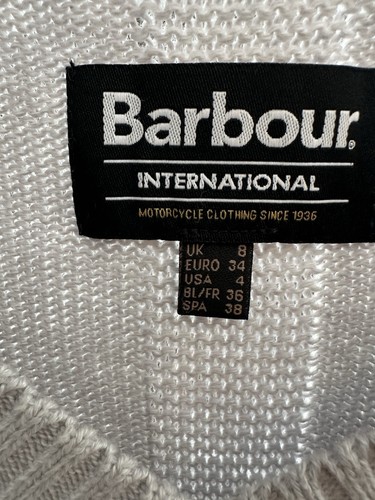 Barbour®
INTERNATIONAL
MOTORCYCLE CLOTHING SINCE 1936
UK 8
EURO 34
USA 4
BL/FR 36
SPA 38